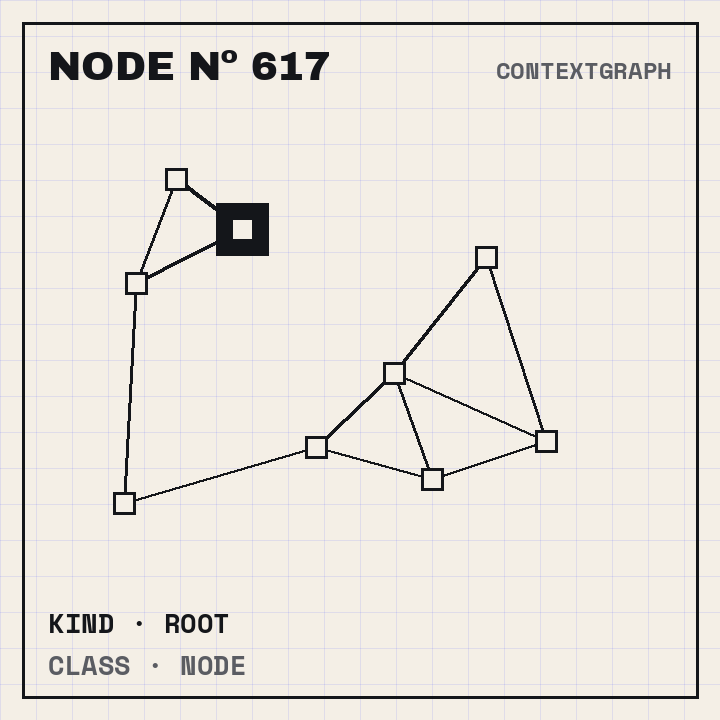 NODE Nº 617
CONTEXTGRAPH
KIND · ROOT
CLASS · NODE